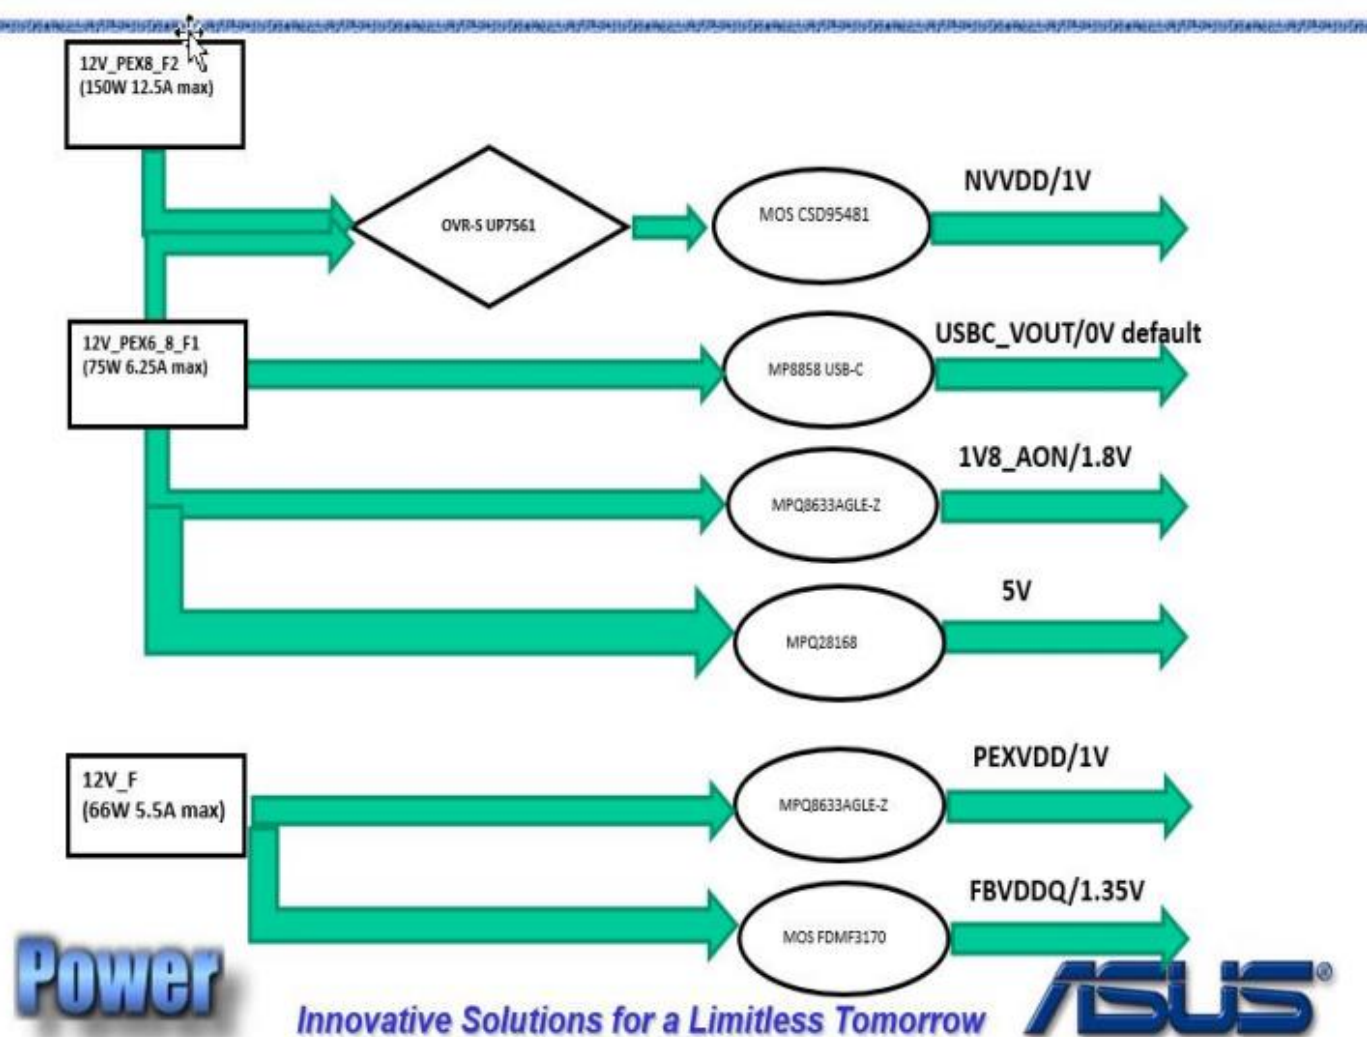 12V_PEX8_F2
(150W 12.5A max)
OVR-S UP7561
MOS CSD95481
NVVDD/1V
12V_PEX6_8_F1
(75W 6.25A max)
MP8858 USB-C
USBC_VOUT/0V default
MPQ8633AGLE-Z
1V8_AON/1.8V
MPQ28168
5V
12V_F
(66W 5.5A max)
MPQ8633AGLE-Z
PEXVDD/1V
MOS FDMF3170
FBVDDQ/1.35V
Power
Innovative Solutions for a Limitless Tomorrow
ASUS®